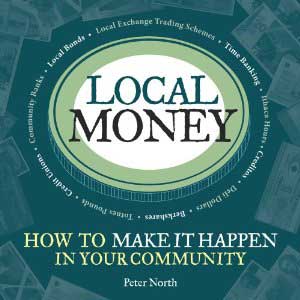 Community Banks • Local Bonds • Local Exchange Trading Schemes • Time Banking • Ithaca Hours • Creditos • Deli Dollars • Berkshares • Totnes Pounds • Credit Unions •
LOCAL
MONEY
HOW TO MAKE IT HAPPEN
IN YOUR COMMUNITY
Peter North